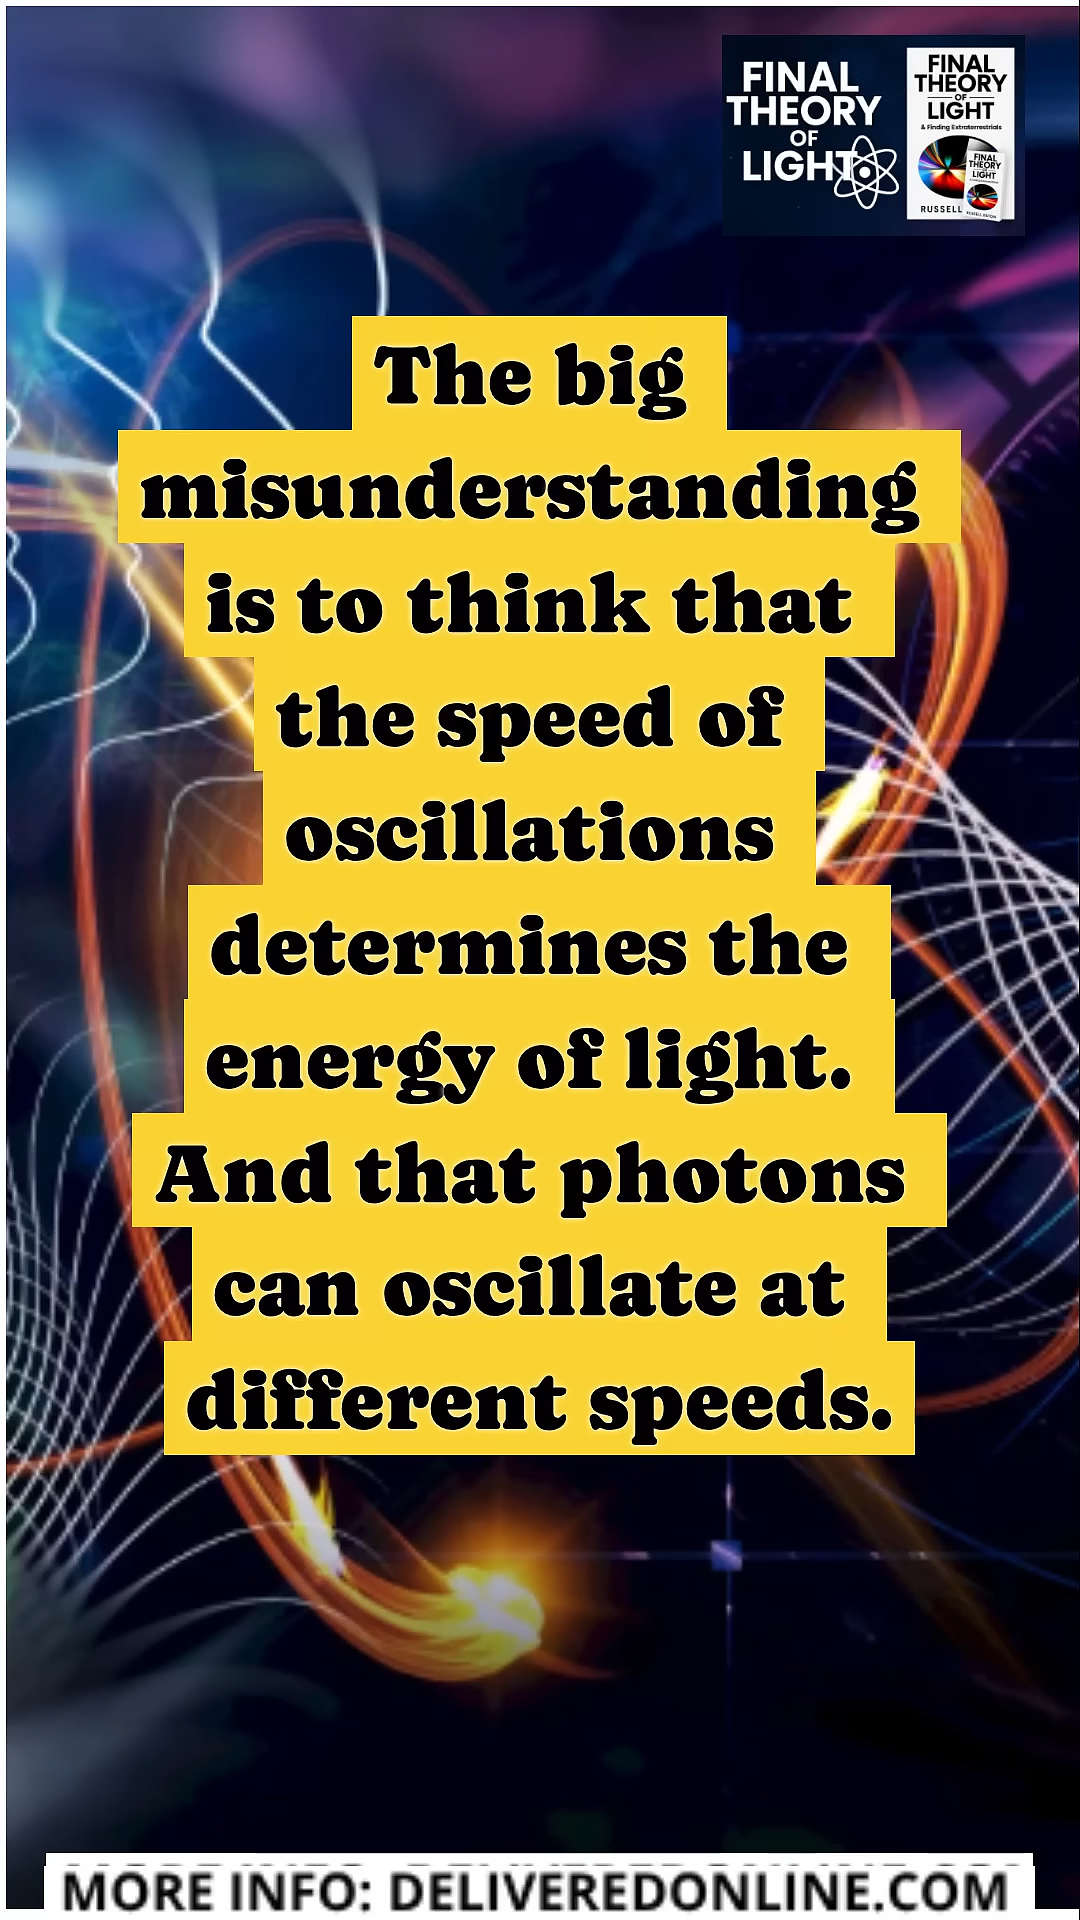 FINAL
THEORY
OF
LIGHT
FINAL
THEORY
OF
LIGHT
& Finding Extraterrestrials
FINAL
THEORY
OF
LIGHT
RUSSELL
The big
misunderstanding
is to think that
the speed of
oscillations
determines the
energy of light.
And that photons
can oscillate at
different speeds.
MORE INFO: DELIVEREDONLINE.COM